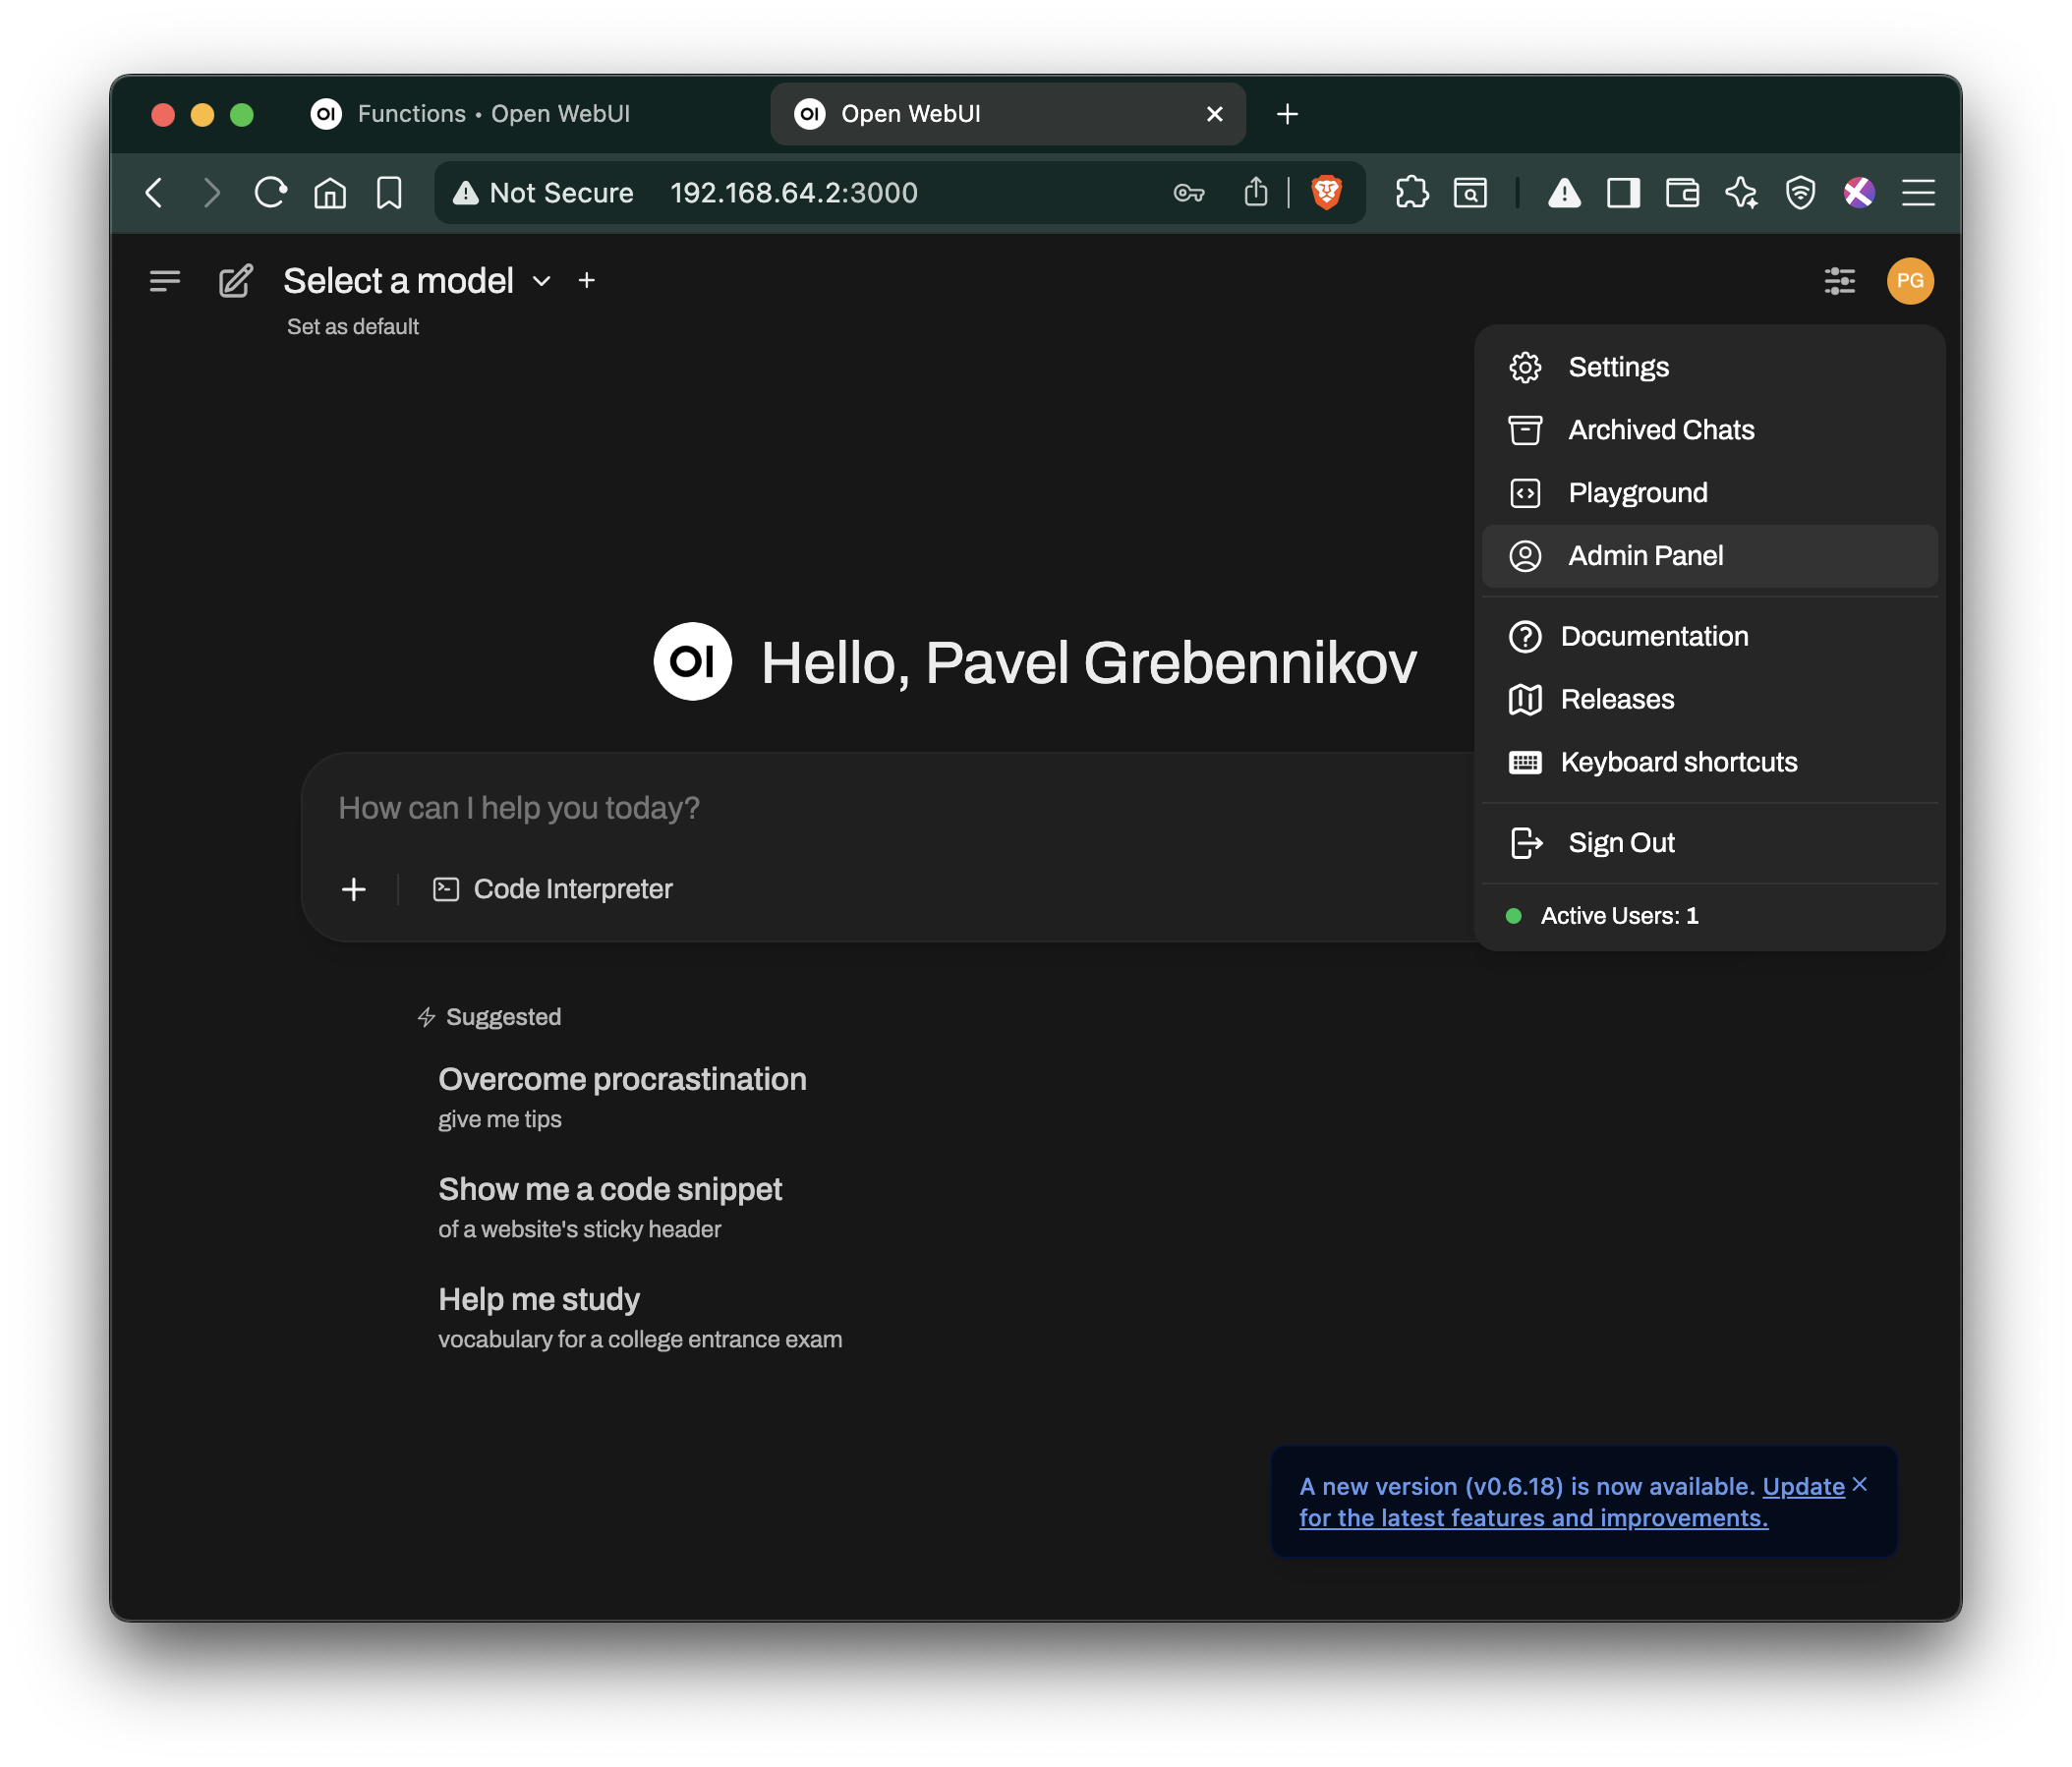 Functions • Open WebUI
Open WebUI
Not Secure 192.168.64.2:3000
Select a model
Set as default
PG
Settings
Archived Chats
Playground
Admin Panel
Documentation
Releases
Keyboard shortcuts
Sign Out
Active Users: 1
OI Hello, Pavel Grebennikov
How can I help you today?
Code Interpreter
Suggested
Overcome procrastination
give me tips
Show me a code snippet
of a website's sticky header
Help me study
vocabulary for a college entrance exam
A new version (v0.6.18) is now available. Update
for the latest features and improvements.